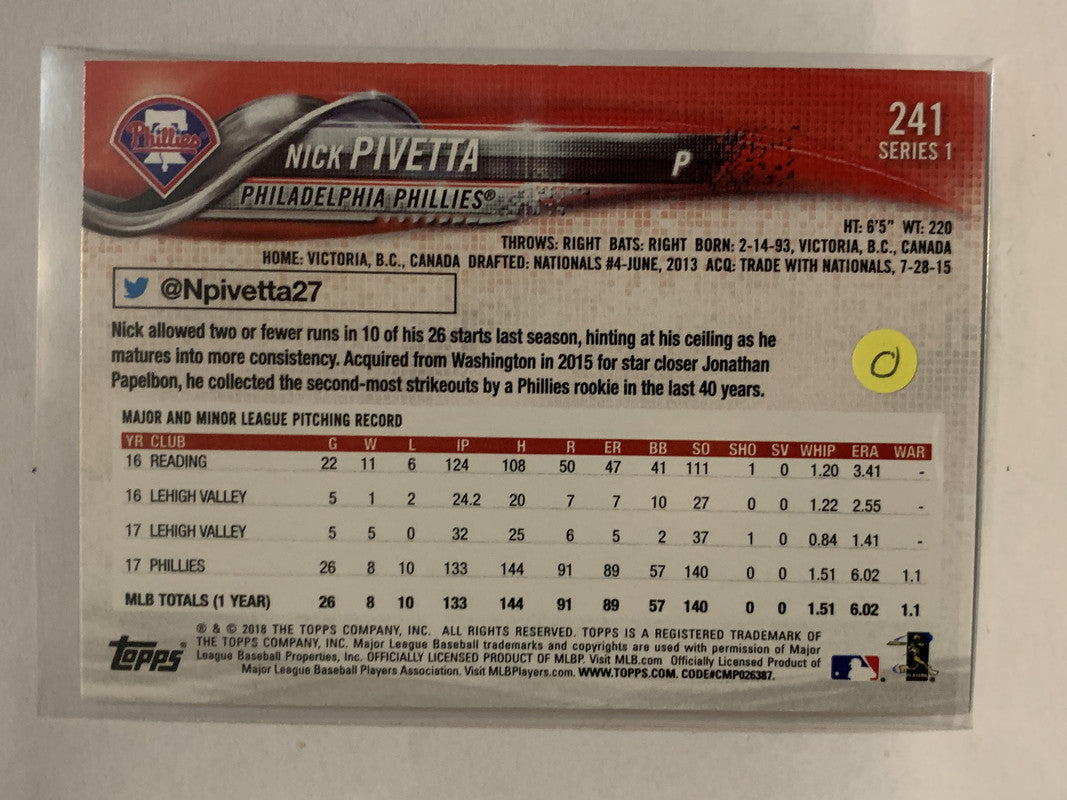 Phillies
NICK PIVETTA P
PHILADELPHIA PHILLIES®
241
SERIES 1
HT: 6'5" WT: 220
THROWS: RIGHT BATS: RIGHT BORN: 2-14-93, VICTORIA, B.C., CANADA
HOME: VICTORIA, B.C., CANADA DRAFTED: NATIONALS #4-JUNE, 2013 ACQ: TRADE WITH NATIONALS, 7-28-15
@Npivetta27
Nick allowed two or fewer runs in 10 of his 26 starts last season, hinting at his ceiling as he
matures into more consistency. Acquired from Washington in 2015 for star closer Jonathan
Papelbon, he collected the second-most strikeouts by a Phillies rookie in the last 40 years.
O
MAJOR AND MINOR LEAGUE PITCHING RECORD
YR CLUB G W L IP H R ER BB SO SHO SV WHIP ERA WAR
16 READING 22 11 6 124 108 50 47 41 111 1 0 1.20 3.41 -
16 LEHIGH VALLEY 5 1 2 24.2 20 7 7 10 27 0 0 1.22 2.55 -
17 LEHIGH VALLEY 5 5 0 32 25 6 5 2 37 1 0 0.84 1.41 -
17 PHILLIES 26 8 10 133 144 91 89 57 140 0 0 1.51 6.02 1.1
MLB TOTALS (1 YEAR) 26 8 10 133 144 91 89 57 140 0 0 1.51 6.02 1.1
Topps®
® & © 2018 THE TOPPS COMPANY, INC. ALL RIGHTS RESERVED. TOPPS IS A REGISTERED TRADEMARK OF
THE TOPPS COMPANY, INC. Major League Baseball trademarks and copyrights are used with permission of Major
League Baseball Properties, Inc. OFFICIALLY LICENSED PRODUCT OF MLBP. Visit MLB.com Officially Licensed Product of
Major League Baseball Players Association. Visit MLBPlayers.com. WWW.TOPPS.COM. CODE#CMP026387.